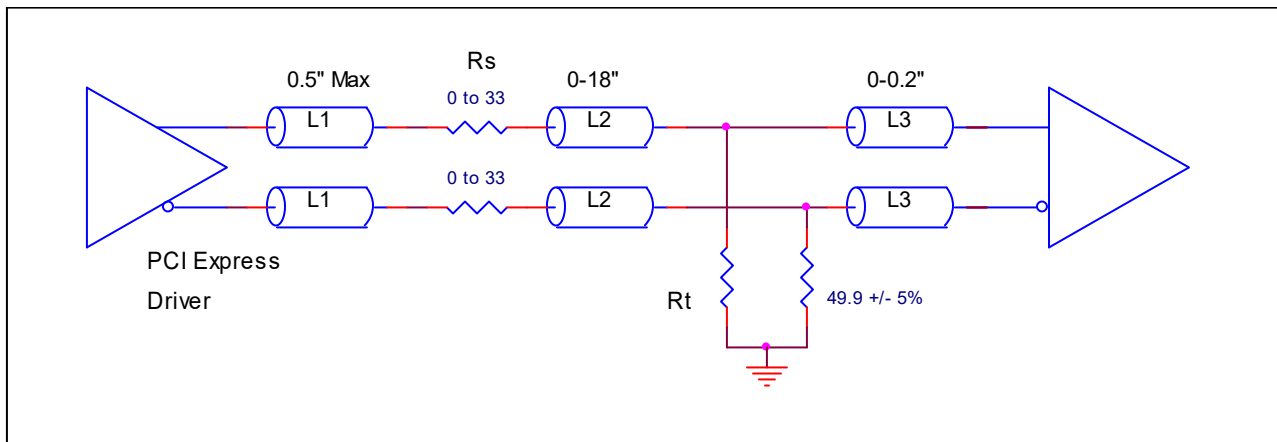 Rs
0.5" Max
0-18"
0-0.2"
0 to 33
L1
L2
L3
0 to 33
L1
L2
L3
PCI Express
Driver
Rt
49.9 +/- 5%